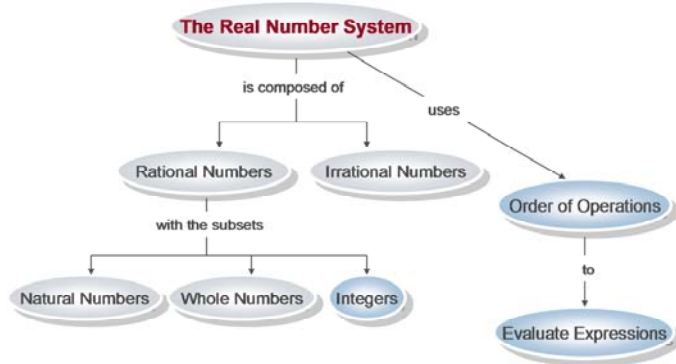 The Real Number System
is composed of
uses
Rational Numbers
Irrational Numbers
Order of Operations
with the subsets
to
Natural Numbers
Whole Numbers
Integers
Evaluate Expressions